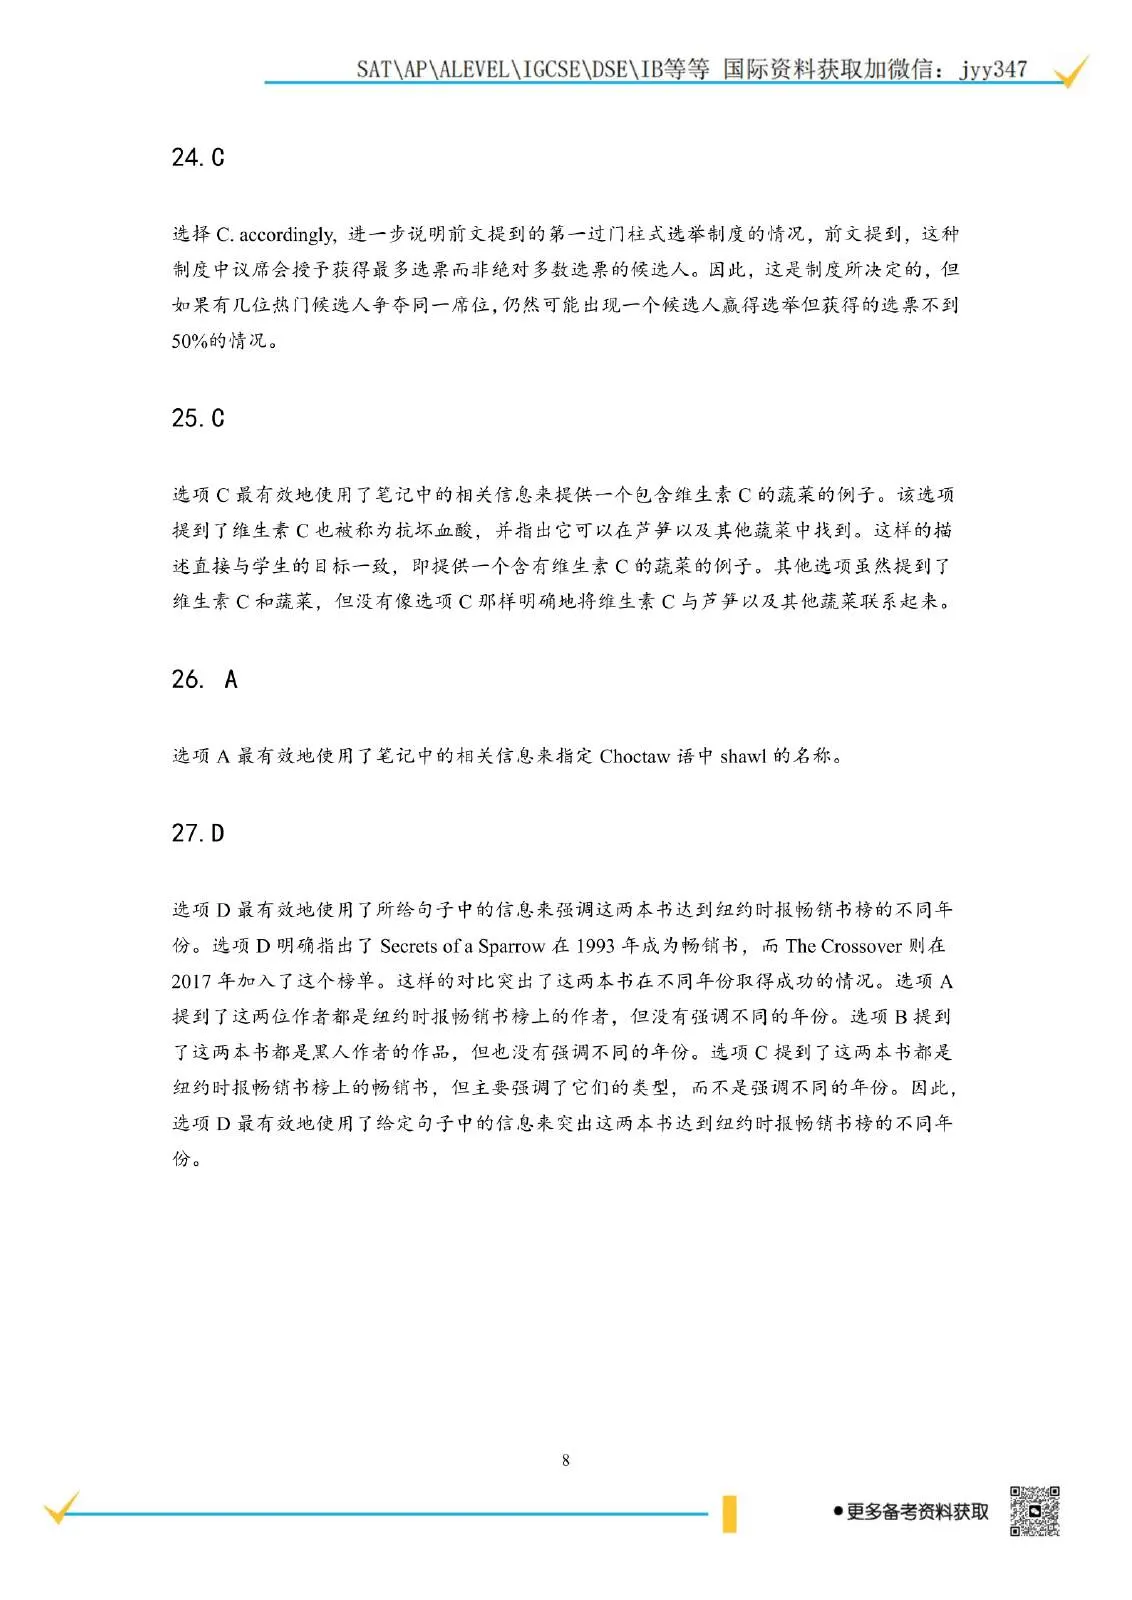 SAT\AP\ALEVEL\IGCSE\DSE\IB等等 国际资料获取加微信：jyy347
24. C
选择 C. accordingly, 进一步说明前文提到的第一过门柱式选举制度的情况，前文提到，这种
制度中议席会授予获得最多选票而非绝对多数选票的候选人。因此，这是制度所决定的，但
如果有几位热门候选人争夺同一席位，仍然可能出现一个候选人赢得选举但获得的选票不到
50%的情况。
25. C
选项 C 最有效地使用了笔记中的相关信息来提供一个包含维生素 C 的蔬菜的例子。该选项
提到了维生素 C 也被称为抗坏血酸，并指出它可以在芦笋以及其他蔬菜中找到。这样的描
述直接与学生的目标一致，即提供一个含有维生素 C 的蔬菜的例子。其他选项虽然提到了
维生素 C 和蔬菜，但没有像选项 C 那样明确地将维生素 C 与芦笋以及其他蔬菜联系起来。
26. A
选项 A 最有效地使用了笔记中的相关信息来指定 Choctaw 语中 shawl 的名称。
27. D
选项 D 最有效地使用了所给句子中的信息来强调这两本书达到纽约时报畅销书榜的不同年
份。选项 D 明确指出了 Secrets of a Sparrow 在 1993 年成为畅销书，而 The Crossover 则在
2017 年加入了这个榜单。这样的对比突出了这两本书在不同年份取得成功的情况。选项 A
提到了这两位作者都是纽约时报畅销书榜上的作者，但没有强调不同的年份。选项 B 提到
了这两本书都是黑人作者的作品，但也没有强调不同的年份。选项 C 提到了这两本书都是
纽约时报畅销书榜上的畅销书，但主要强调了它们的类型，而不是强调不同的年份。因此，
选项 D 最有效地使用了给定句子中的信息来突出这两本书达到纽约时报畅销书榜的不同年
份。
8
●更多备考资料获取